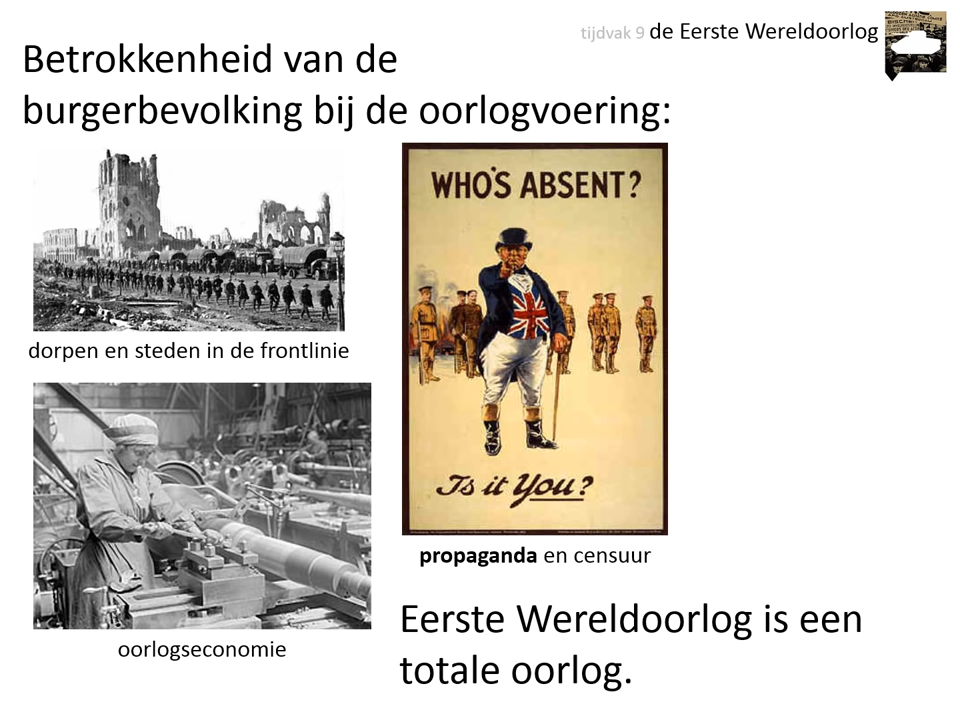 tijdvak 9 de Eerste Wereldoorlog
Betrokkenheid van de
burgerbevolking bij de oorlogvoering:
dorpen en steden in de frontlinie
WHO'S ABSENT?
Is it You?
propaganda en censuur
oorlogseconomie
Eerste Wereldoorlog is een
totale oorlog.